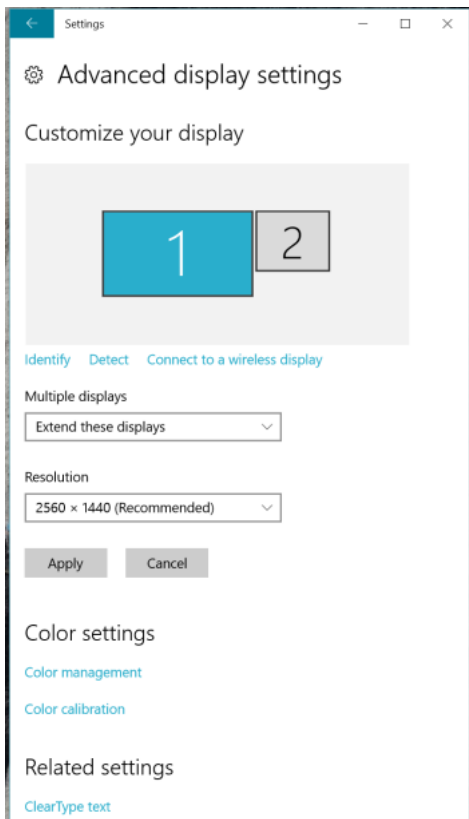 Settings
Advanced display settings
Customize your display
1
2
Identify Detect Connect to a wireless display
Multiple displays
Extend these displays
Resolution
2560 × 1440 (Recommended)
Apply Cancel
Color settings
Color management
Color calibration
Related settings
ClearType text